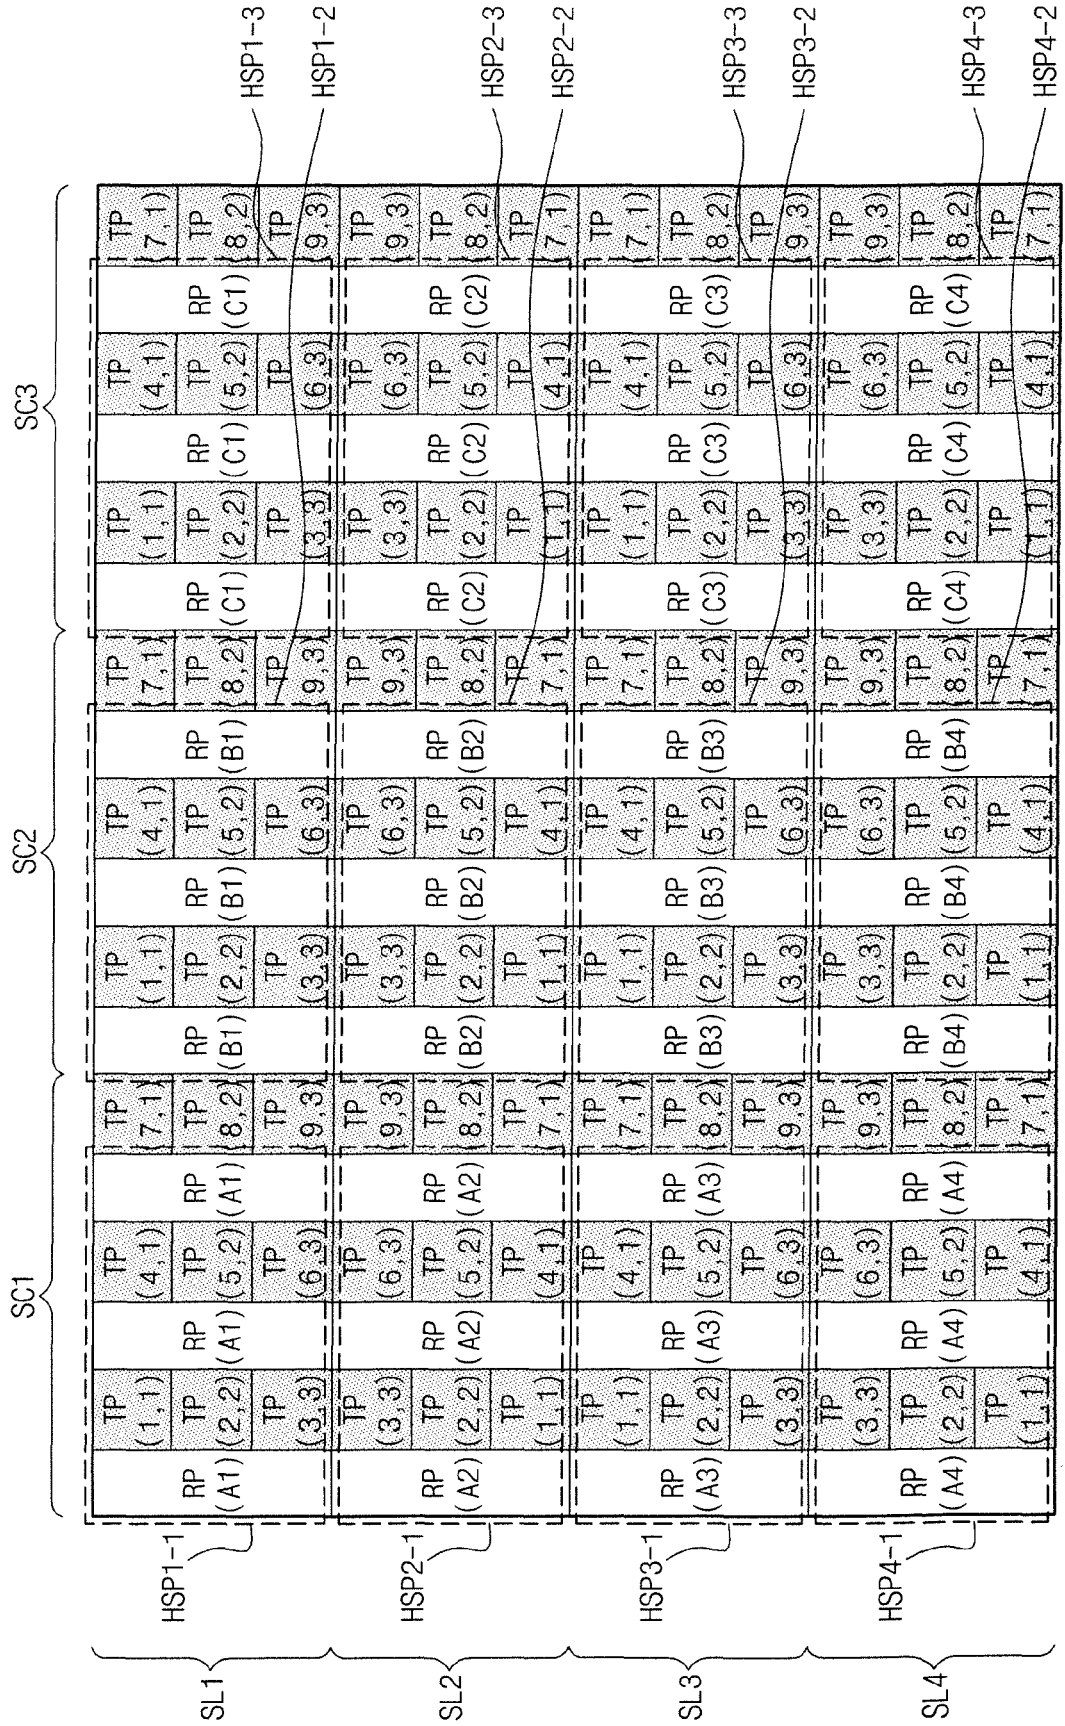 SC1 SC2 SC3
TP TP TP TP TP TP TP TP TP
(1,1) (4,1) (7,1) (1,1) (4,1) (7,1) (1,1) (4,1) (7,1)
HSP1-1
RP TP RP TP RP TP RP TP RP TP RP TP RP TP RP TP RP TP
SL1 (A1) (2,2) (A1) (5,2) (A1) (8,2) (B1) (2,2) (B1) (5,2) (B1) (8,2) (C1) (2,2) (C1) (5,2) (C1) (8,2)
HSP1-3
TP TP TP TP TP TP TP TP TP
(3,3) (6,3) (9,3) (3,3) (6,3) (9,3) (3,3) (6,3) (9,3)
HSP1-2
TP TP TP TP TP TP TP TP TP
(3,3) (6,3) (9,3) (3,3) (6,3) (9,3) (3,3) (6,3) (9,3)
HSP2-1
RP TP RP TP RP TP RP TP RP TP RP TP RP TP RP TP RP TP
SL2 (A2) (2,2) (A2) (5,2) (A2) (8,2) (B2) (2,2) (B2) (5,2) (B2) (8,2) (C2) (2,2) (C2) (5,2) (C2) (8,2)
HSP2-3
TP TP TP TP TP TP TP TP TP
(1,1) (4,1) (7,1) (1,1) (4,1) (7,1) (1,1) (4,1) (7,1)
HSP2-2
TP TP TP TP TP TP TP TP TP
(1,1) (4,1) (7,1) (1,1) (4,1) (7,1) (1,1) (4,1) (7,1)
HSP3-1
RP TP RP TP RP TP RP TP RP TP RP TP RP TP RP TP RP TP
SL3 (A3) (2,2) (A3) (5,2) (A3) (8,2) (B3) (2,2) (B3) (5,2) (B3) (8,2) (C3) (2,2) (C3) (5,2) (C3) (8,2)
HSP3-3
TP TP TP TP TP TP TP TP TP
(3,3) (6,3) (9,3) (3,3) (6,3) (9,3) (3,3) (6,3) (9,3)
HSP3-2
TP TP TP TP TP TP TP TP TP
(3,3) (6,3) (9,3) (3,3) (6,3) (9,3) (3,3) (6,3) (9,3)
HSP4-1
RP TP RP TP RP TP RP TP RP TP RP TP RP TP RP TP RP TP
SL4 (A4) (2,2) (A4) (5,2) (A4) (8,2) (B4) (2,2) (B4) (5,2) (B4) (8,2) (C4) (2,2) (C4) (5,2) (C4) (8,2)
HSP4-3
TP TP TP TP TP TP TP TP TP
(1,1) (4,1) (7,1) (1,1) (4,1) (7,1) (1,1) (4,1) (7,1)
HSP4-2